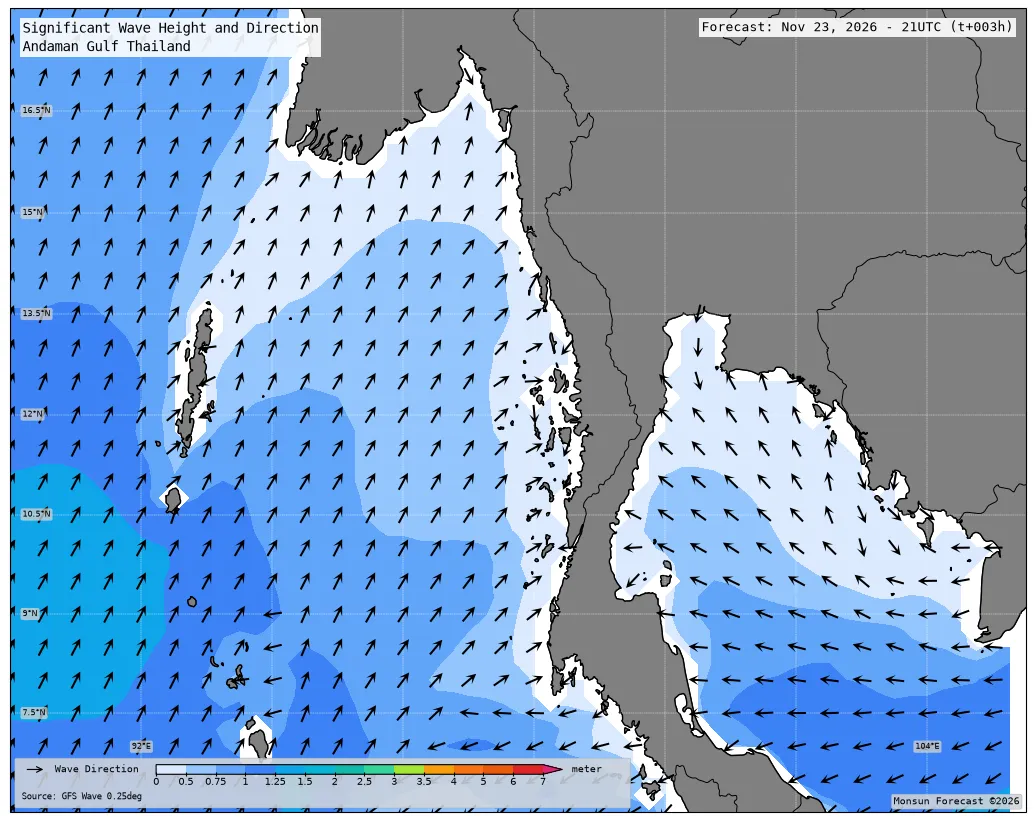 Significant Wave Height and Direction
Andaman Gulf Thailand
Forecast: Nov 23, 2026 - 21UTC (t+003h)
16.5°N
15°N
13.5°N
12°N
10.5°N
9°N
7.5°N
92°E
104°E
Wave Direction
0 0.5 0.75 1 1.25 1.5 2 2.5 3 3.5 4 5 6 7
meter
Source: GFS Wave 0.25deg
Monsun Forecast ©2026